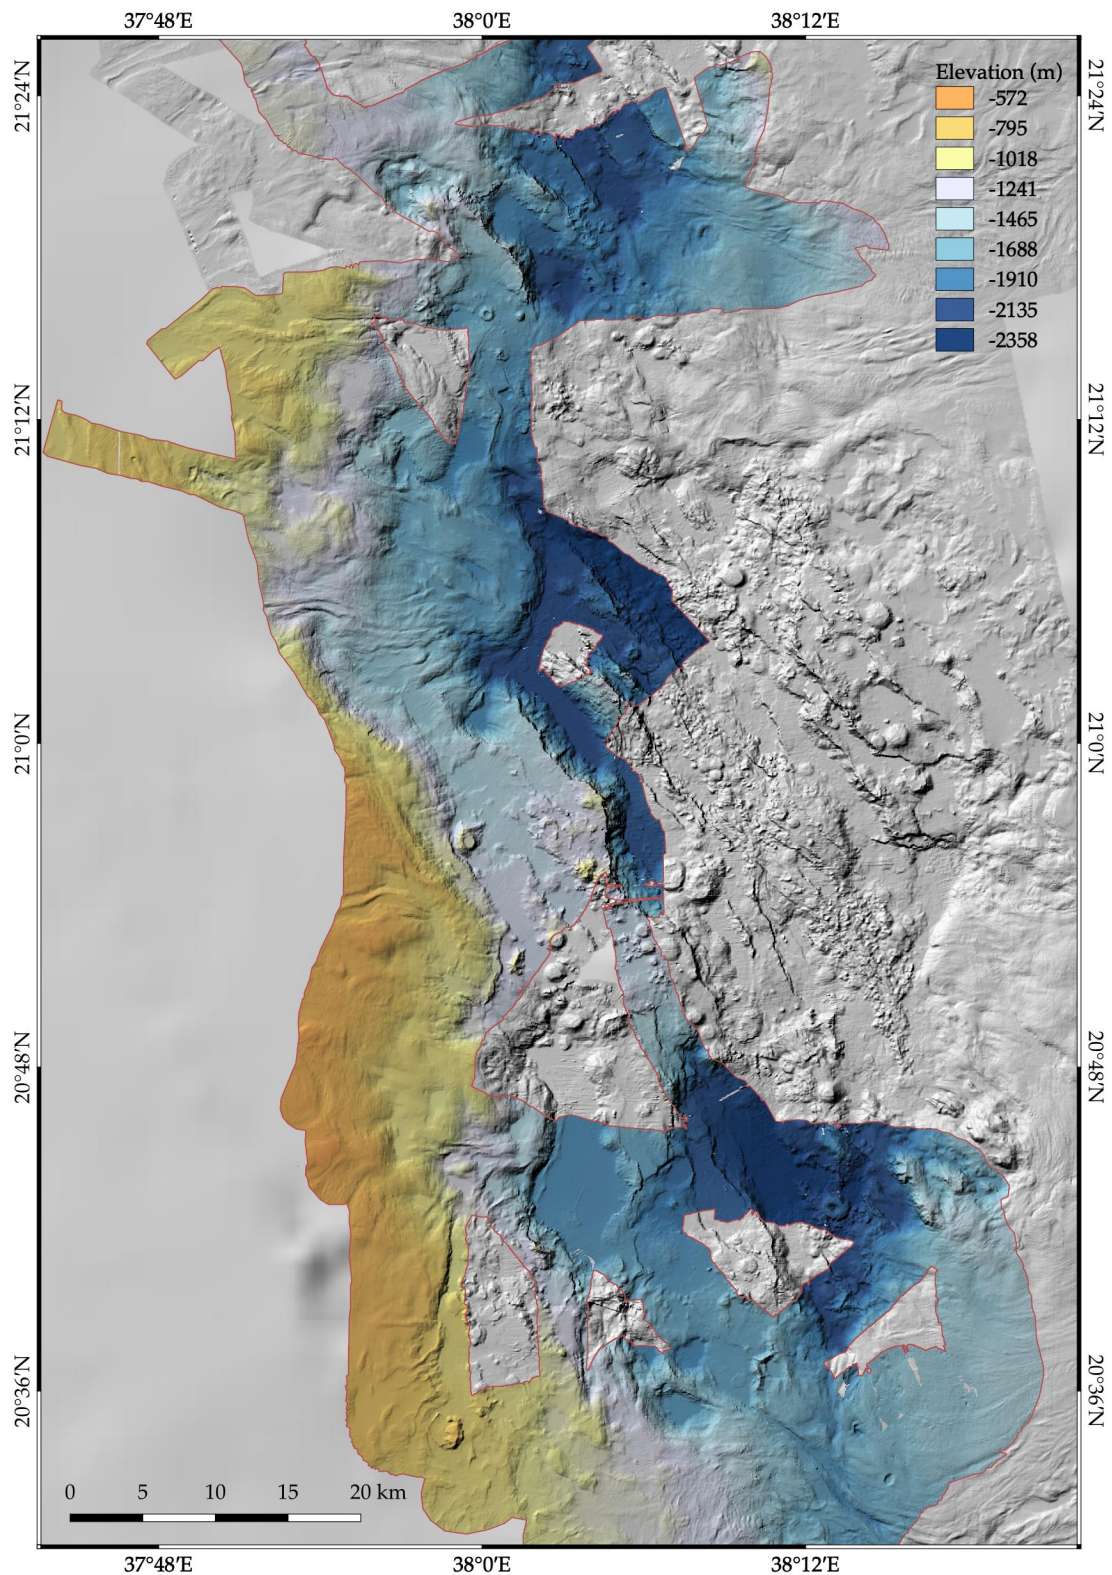 37°48′E 38°0′E 38°12′E
21°24′N 21°24′N
Elevation (m)
-572
-795
-1018
-1241
-1465
-1688
-1910
-2135
-2358
21°12′N 21°12′N
21°0′N 21°0′N
20°48′N 20°48′N
20°36′N 20°36′N
0 5 10 15 20 km
37°48′E 38°0′E 38°12′E